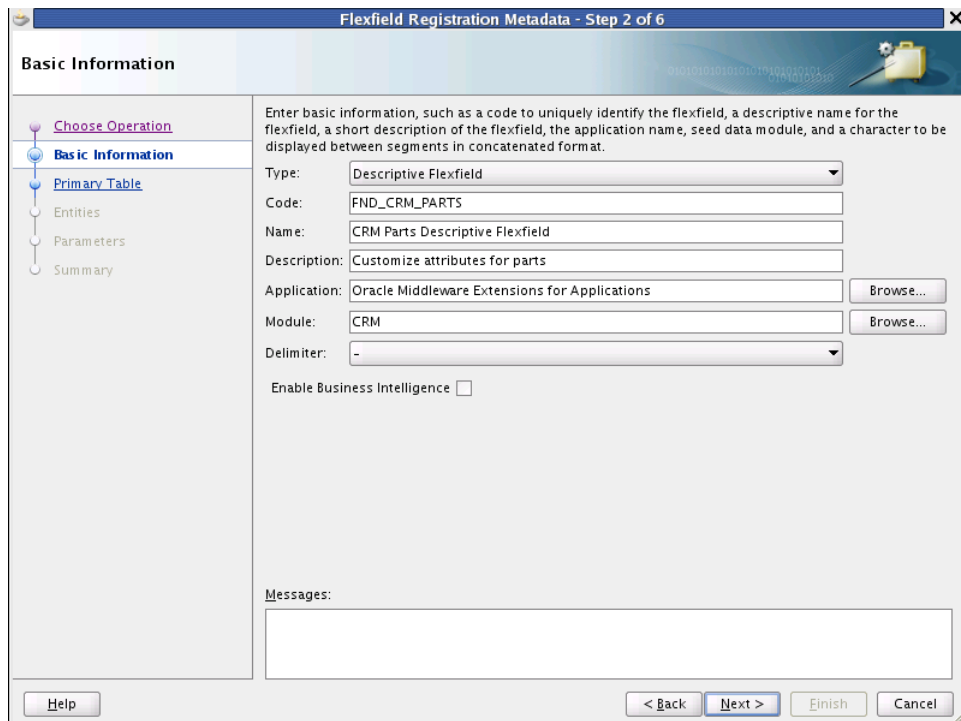 Flexfield Registration Metadata - Step 2 of 6
Basic Information
Choose Operation
Basic Information
Primary Table
Entities
Parameters
Summary
Enter basic information, such as a code to uniquely identify the flexfield, a descriptive name for the
flexfield, a short description of the flexfield, the application name, seed data module, and a character to be
displayed between segments in concatenated format.
Type: Descriptive Flexfield
Code: FND_CRM_PARTS
Name: CRM Parts Descriptive Flexfield
Description: Customize attributes for parts
Application: Oracle Middleware Extensions for Applications Browse...
Module: CRM Browse...
Delimiter: -
Enable Business Intelligence
Messages:
Help < Back Next > Finish Cancel